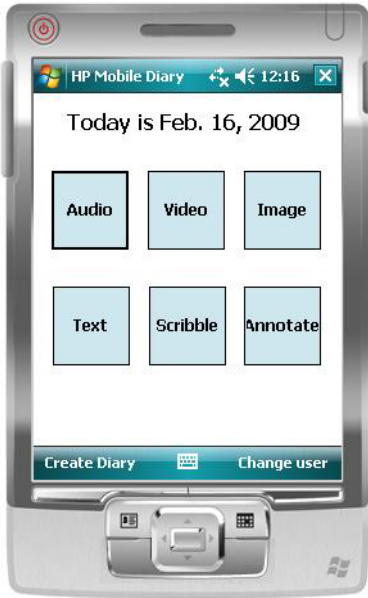 HP Mobile Diary 12:16
Today is Feb. 16, 2009
Audio Video Image
Text Scribble Annotate
Create Diary Change user